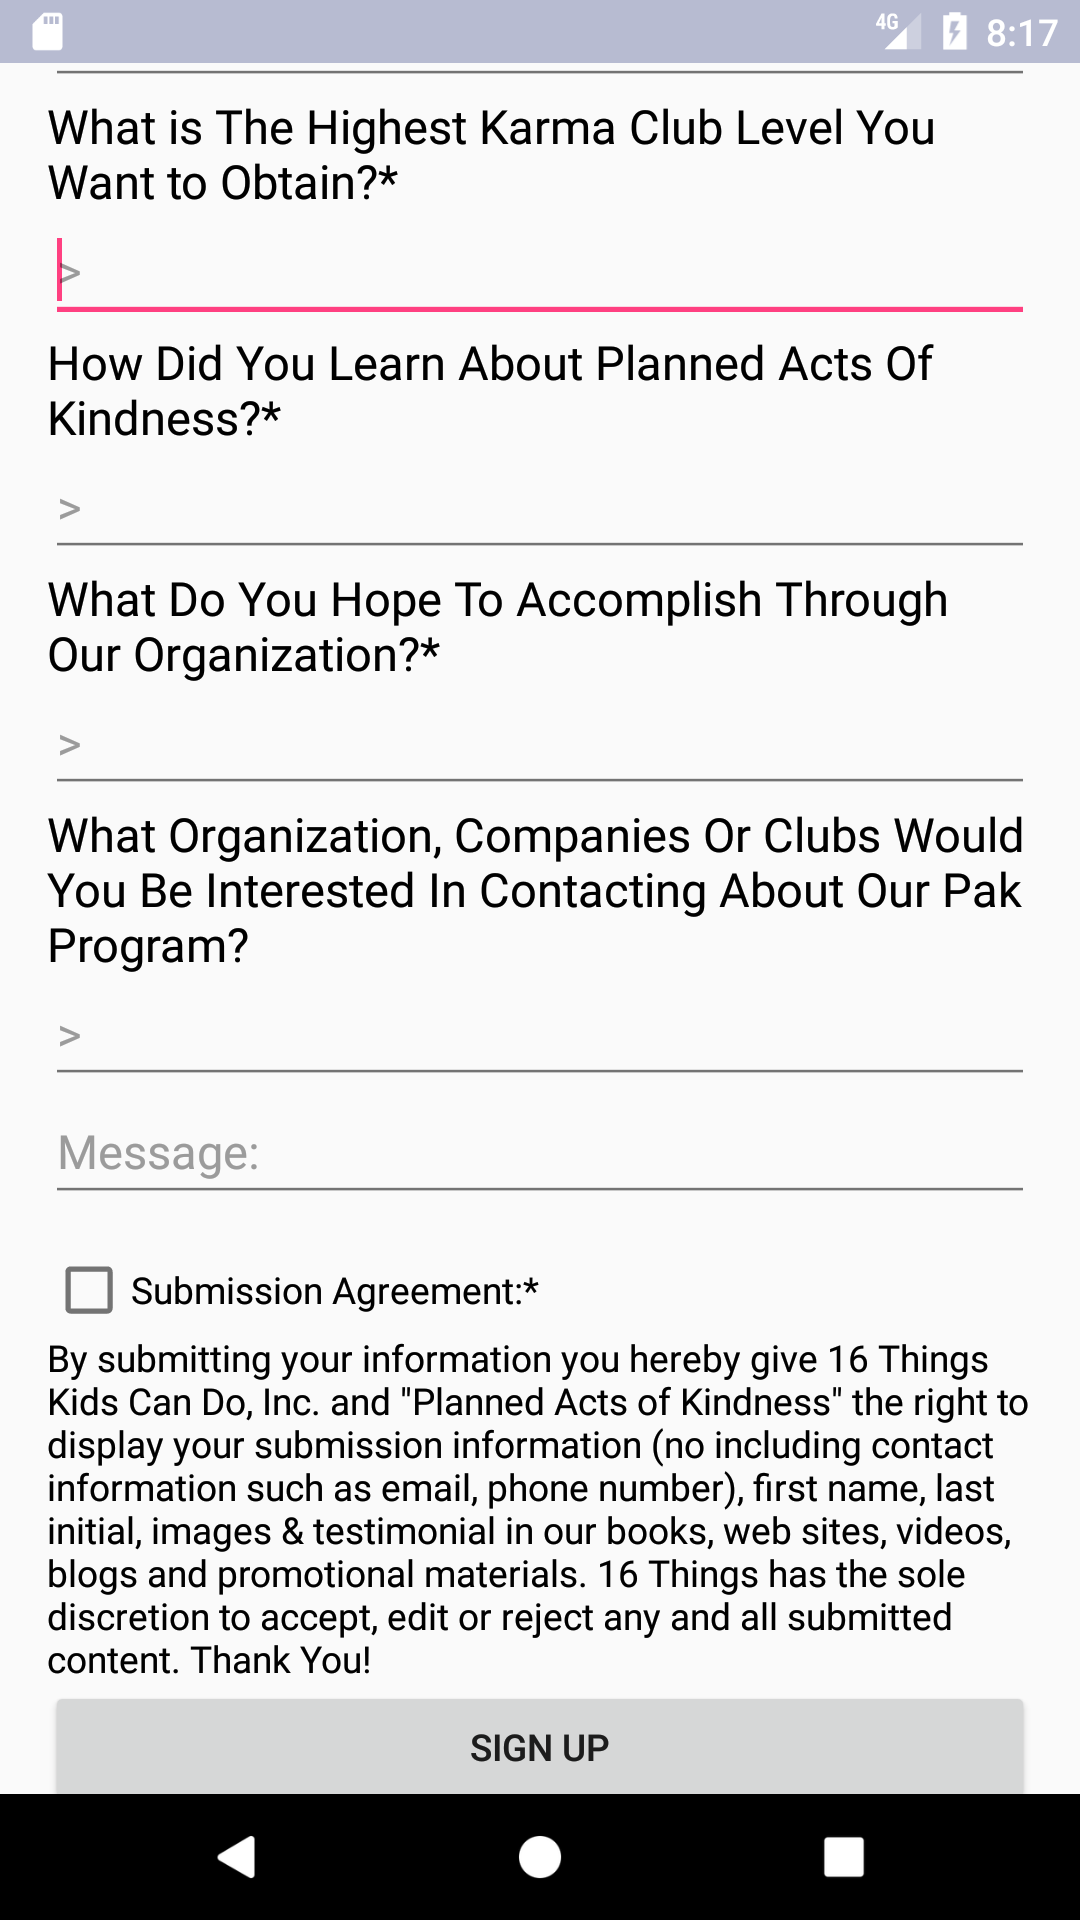 4G 8:17
What is The Highest Karma Club Level You
Want to Obtain?*
>
How Did You Learn About Planned Acts Of
Kindness?*
>
What Do You Hope To Accomplish Through
Our Organization?*
>
What Organization, Companies Or Clubs Would
You Be Interested In Contacting About Our Pak
Program?
>
Message:
Submission Agreement:*
By submitting your information you hereby give 16 Things
Kids Can Do, Inc. and "Planned Acts of Kindness" the right to
display your submission information (no including contact
information such as email, phone number), first name, last
initial, images & testimonial in our books, web sites, videos,
blogs and promotional materials. 16 Things has the sole
discretion to accept, edit or reject any and all submitted
content. Thank You!
SIGN UP